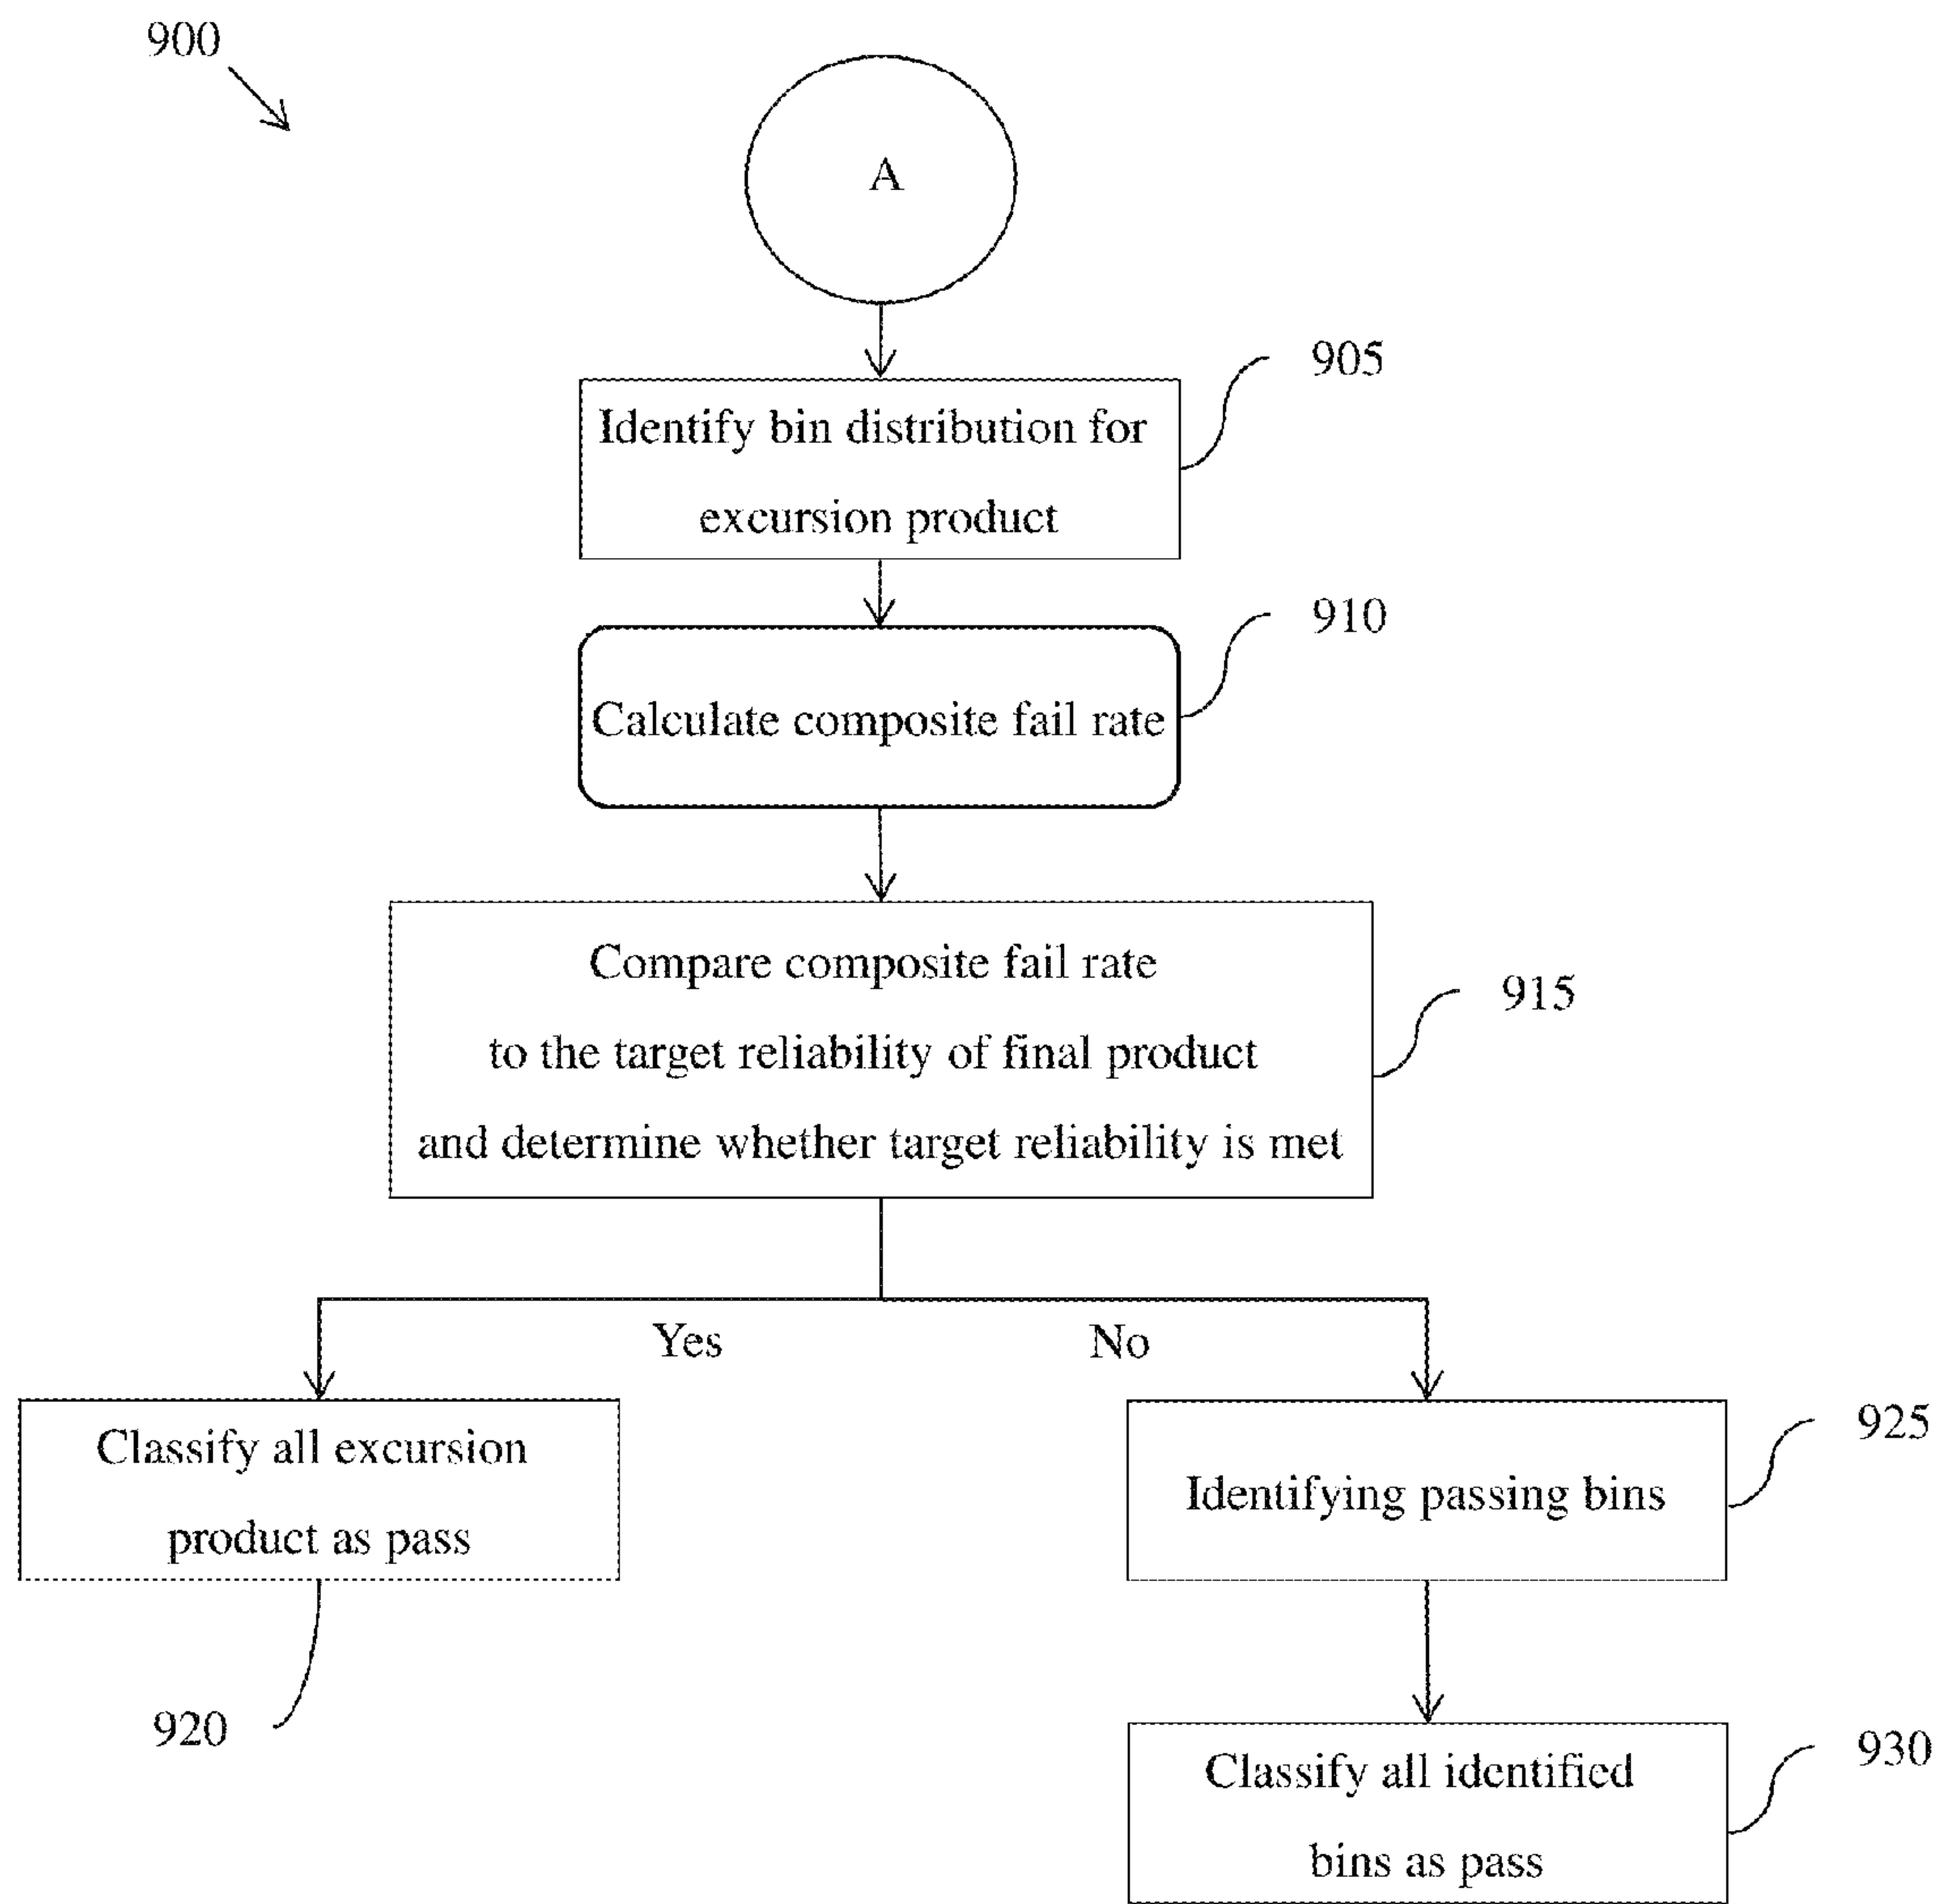 900
A
905
Identify bin distribution for
excursion product
910
Calculate composite fail rate
Compare composite fail rate
915
to the target reliability of final product
and determine whether target reliability is met
Yes
No
Classify all excursion
product as pass
925
Identifying passing bins
920
930
Classify all identified
bins as pass